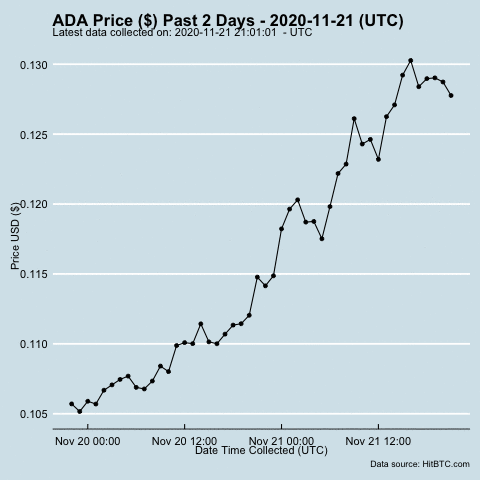 ADA Price ($) Past 2 Days - 2020-11-21 (UTC)
Latest data collected on: 2020-11-21 21:01:01  - UTC
0.130
0.125
0.120
0.115
0.110
0.105
Price USD ($)
Nov 20 00:00
Nov 20 12:00
Nov 21 00:00
Nov 21 12:00
Date Time Collected (UTC)
Data source: HitBTC.com